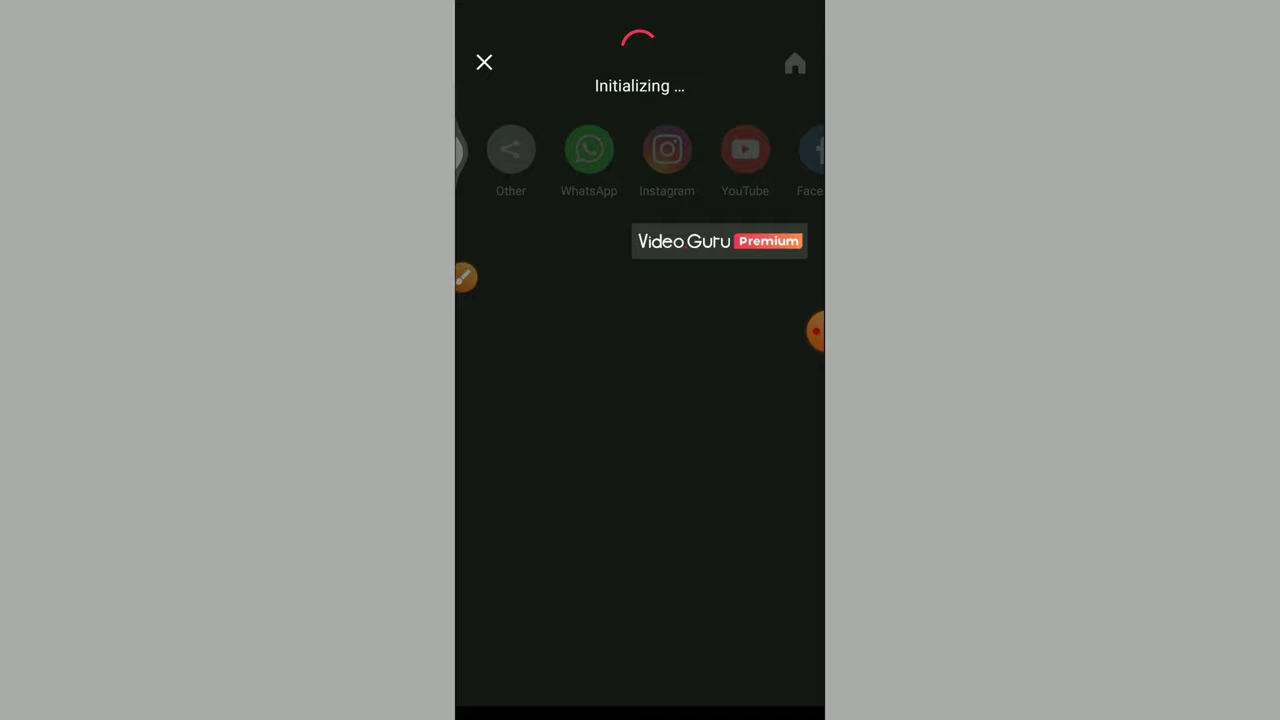 Initializing ...
Other
WhatsApp
Instagram
YouTube
Face
Video Guru Premium